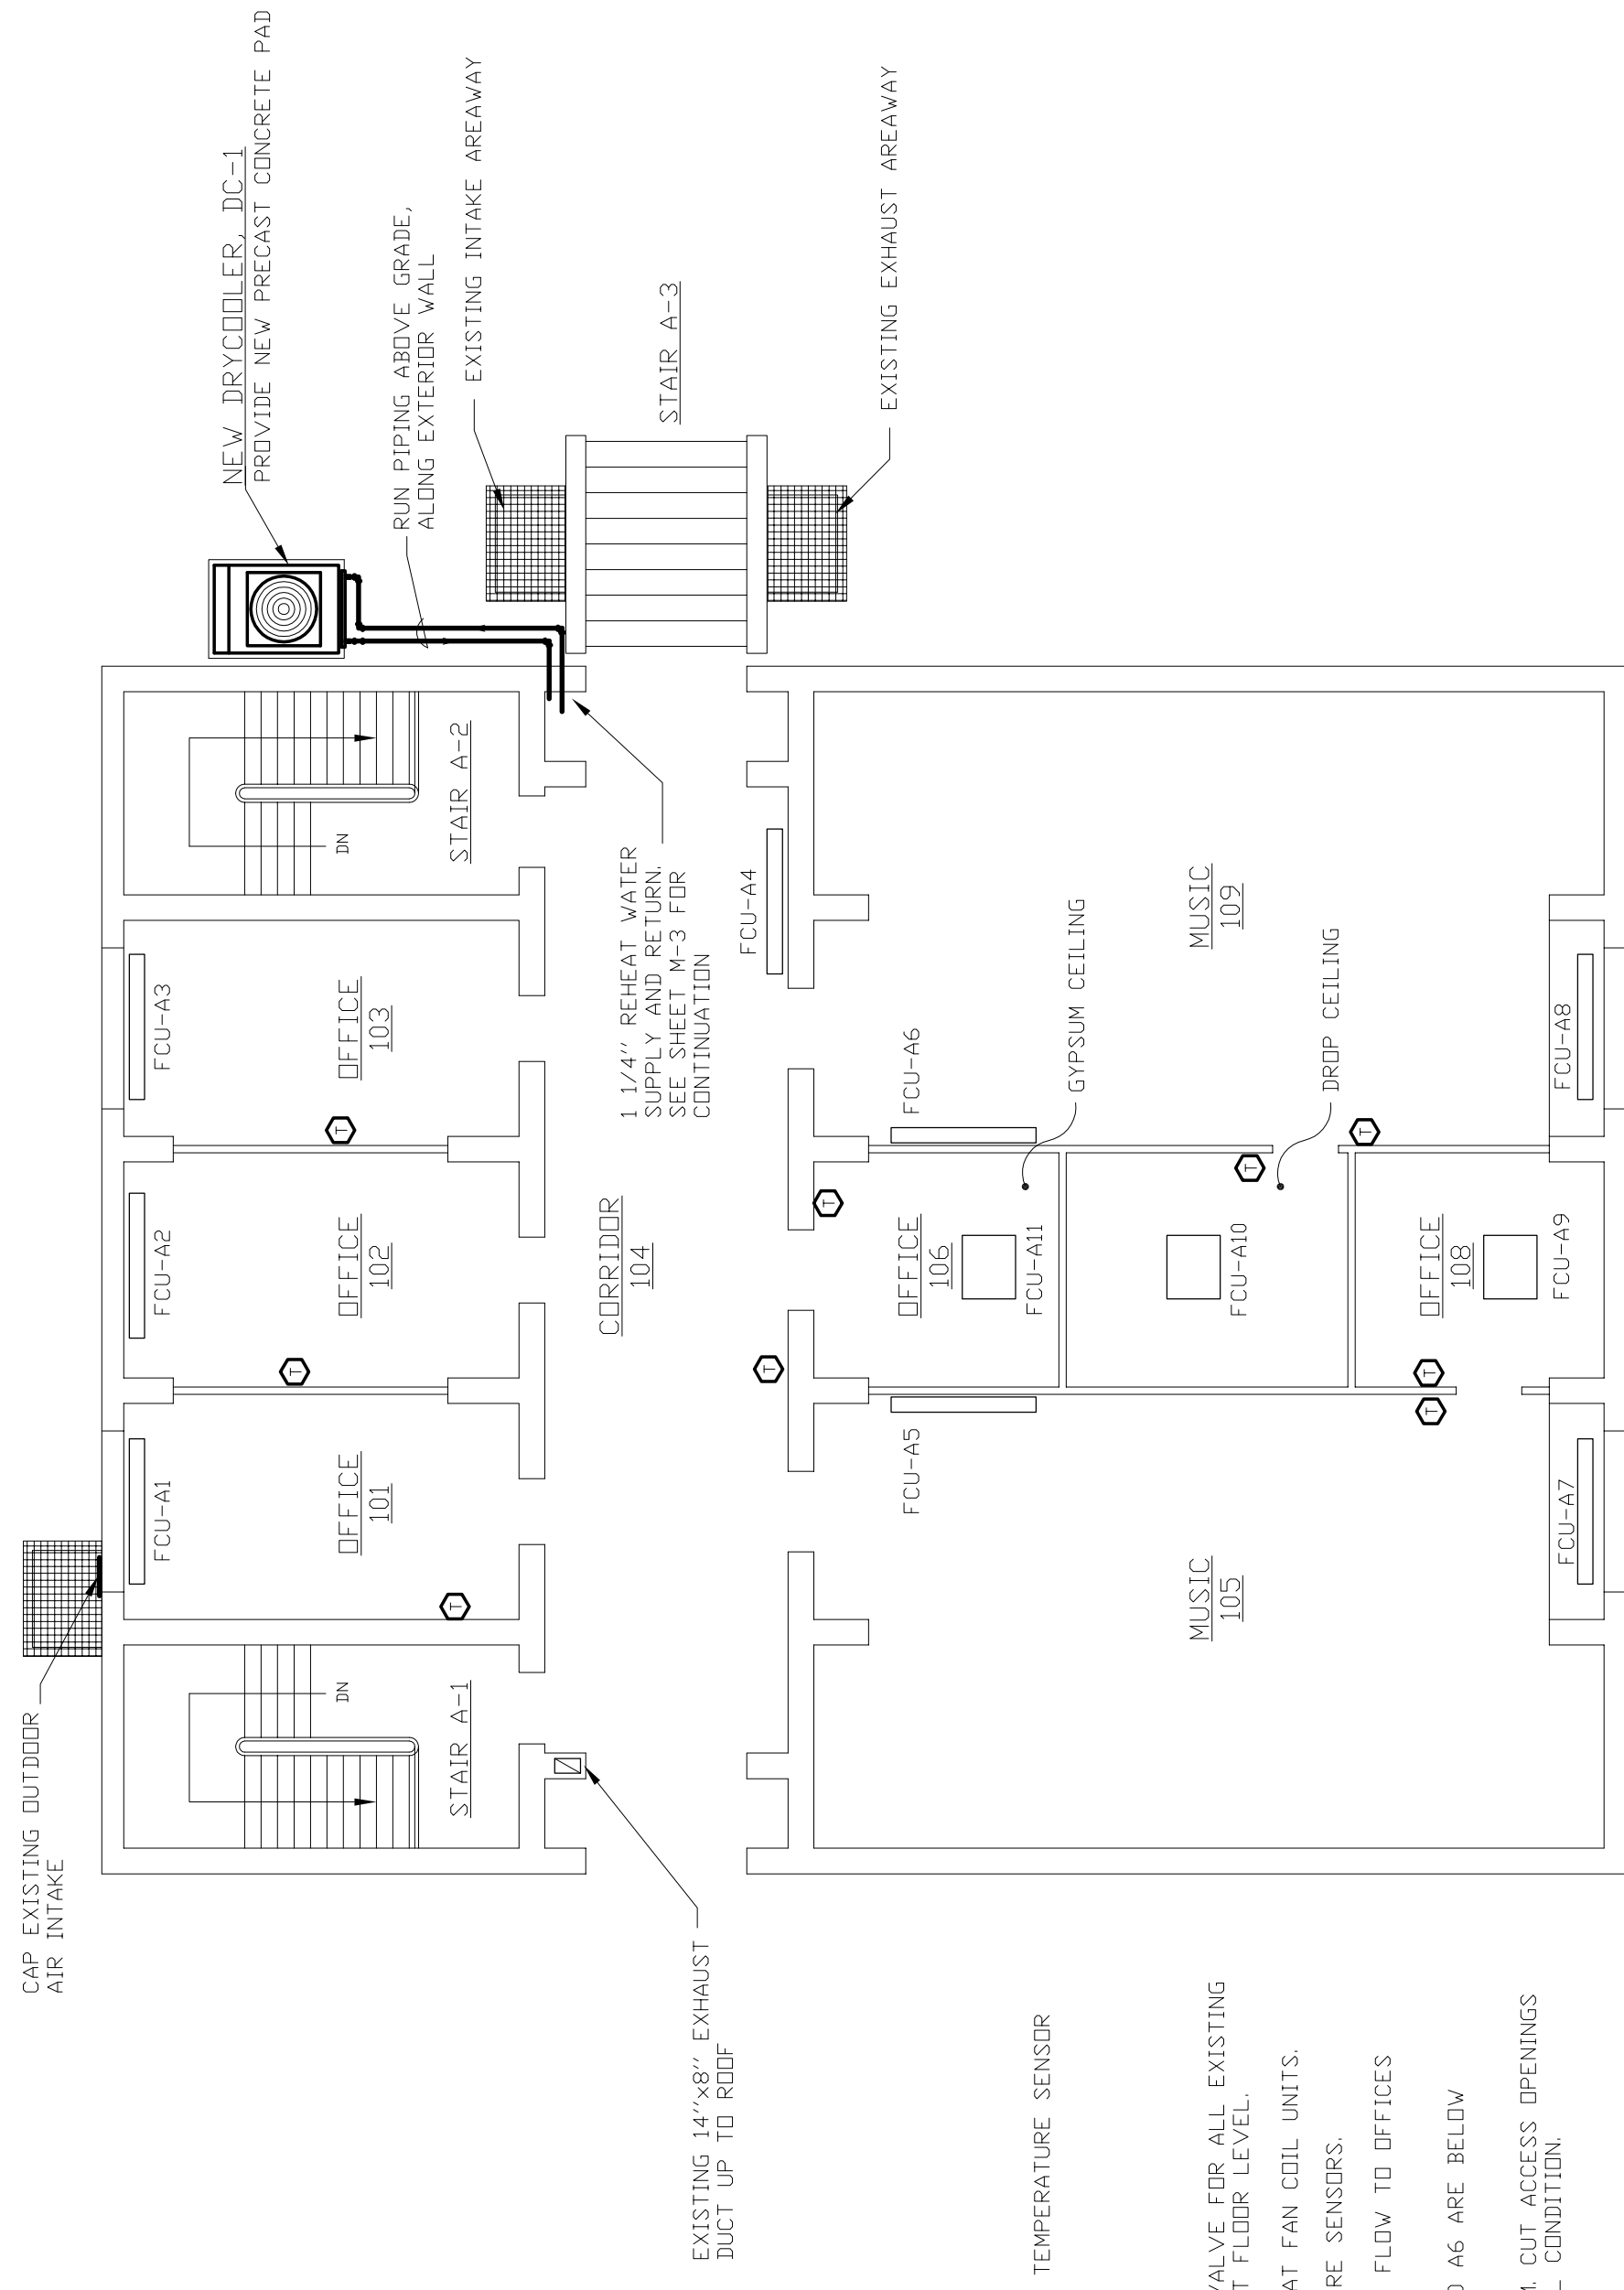 CAP EXISTING OUTDOOR
AIR INTAKE
NEW DRYCOOLER, DC-1
PROVIDE NEW PRECAST CONCRETE PAD
RUN PIPING ABOVE GRADE,
ALONG EXTERIOR WALL
EXISTING INTAKE AREAWAY
STAIR A-3
EXISTING EXHAUST AREAWAY
FCU-A1
FCU-A2
FCU-A3
DN
DN
OFFICE
101
OFFICE
102
OFFICE
103
T
T
T
STAIR A-1
STAIR A-2
CORRIDOR
104
1 1/4" REHEAT WATER
SUPPLY AND RETURN.
SEE SHEET M-3 FOR
CONTINUATION
EXISTING 14"x8" EXHAUST
DUCT UP TO ROOF
FCU-A4
T
T
FCU-A5
FCU-A6
OFFICE
106
FCU-A11
GYPSUM CEILING
MUSIC
105
MUSIC
109
FCU-A10
T
DROP CEILING
T
T
T
OFFICE
108
FCU-A9
FCU-A7
FCU-A8
TEMPERATURE SENSOR
VALVE FOR ALL EXISTING
FLOOR LEVEL.
AT FAN COIL UNITS.
SENSORS.
FLOW TO OFFICES
A6 ARE BELOW
CUT ACCESS OPENINGS
CONDITION.